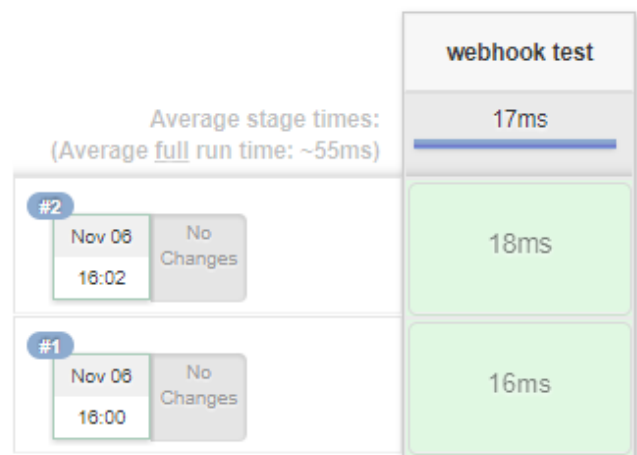 webhook test
Average stage times:
(Average full run time: ~55ms)
17ms
#2
Nov 06
16:02
No
Changes
18ms
#1
Nov 06
16:00
No
Changes
16ms